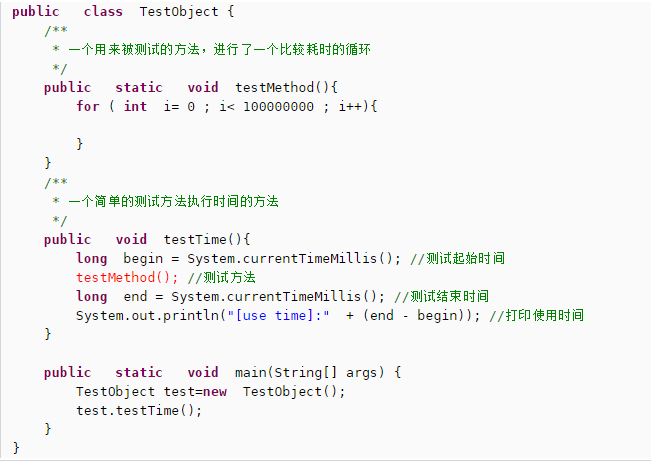 public   class  TestObject {
    /**
     * 一个用来被测试的方法，进行了一个比较耗时的循环
     */
    public   static   void  testMethod(){
        for ( int  i= 0 ; i< 100000000 ; i++){
        }
    }
    /**
     * 一个简单的测试方法执行时间的方法
     */
    public   void  testTime(){
        long  begin = System.currentTimeMillis(); //测试起始时间
        testMethod(); //测试方法
        long  end = System.currentTimeMillis(); //测试结束时间
        System.out.println("[use time]:"  + (end - begin)); //打印使用时间
    }
    public   static   void  main(String[] args) {
        TestObject test=new  TestObject();
        test.testTime();
    }
}